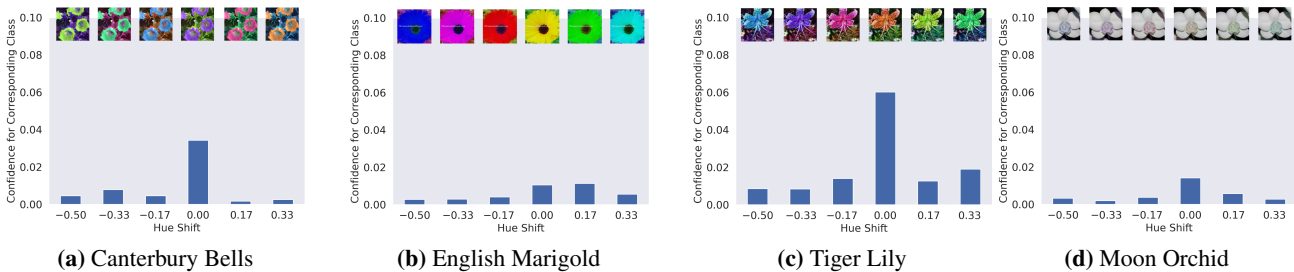 Confidence for Corresponding Class
0.10
0.08
0.06
0.04
0.02
0.00
−0.50 −0.33 −0.17 0.00 0.17 0.33
Hue Shift
(a) Canterbury Bells
Confidence for Corresponding Class
0.10
0.08
0.06
0.04
0.02
0.00
−0.50 −0.33 −0.17 0.00 0.17 0.33
Hue Shift
(b) English Marigold
Confidence for Corresponding Class
0.10
0.08
0.06
0.04
0.02
0.00
−0.50 −0.33 −0.17 0.00 0.17 0.33
Hue Shift
(c) Tiger Lily
Confidence for Corresponding Class
0.10
0.08
0.06
0.04
0.02
0.00
−0.50 −0.33 −0.17 0.00 0.17 0.33
Hue Shift
(d) Moon Orchid